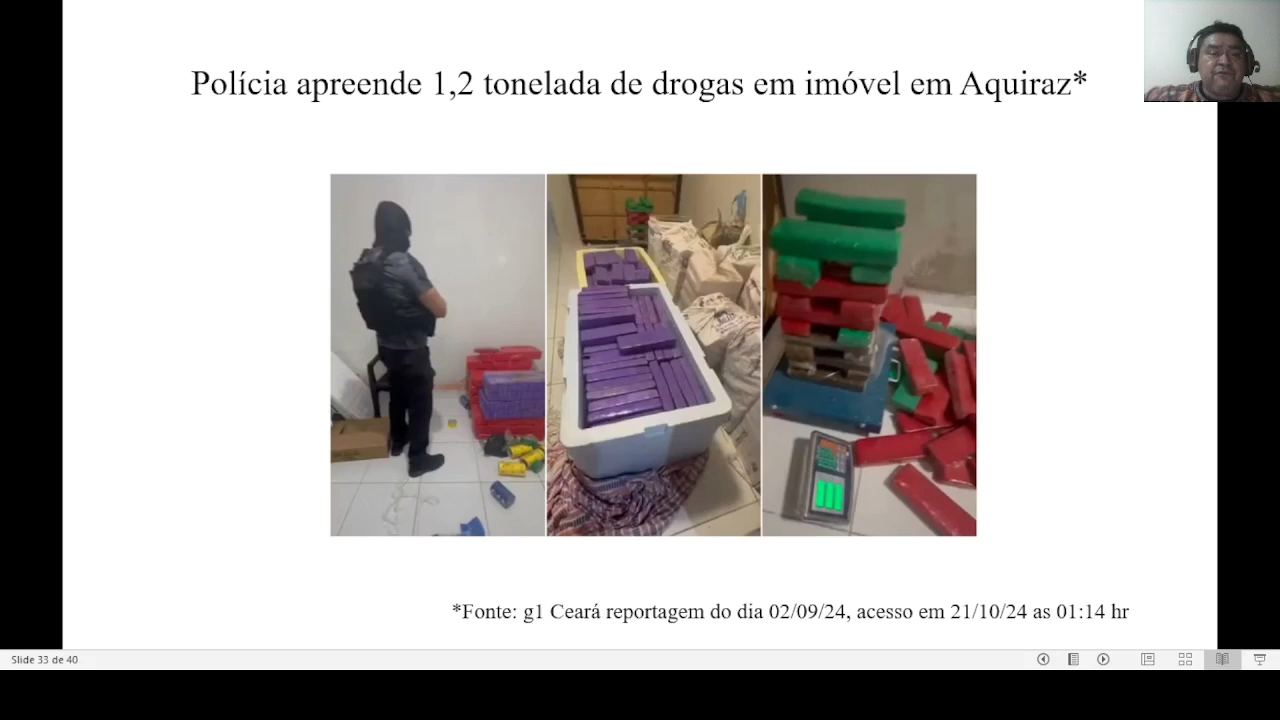 Polícia apreende 1,2 tonelada de drogas em imóvel em Aquiraz*
*Fonte: g1 Ceará reportagem do dia 02/09/24, acesso em 21/10/24 as 01:14 hr
Slide 33 de 40